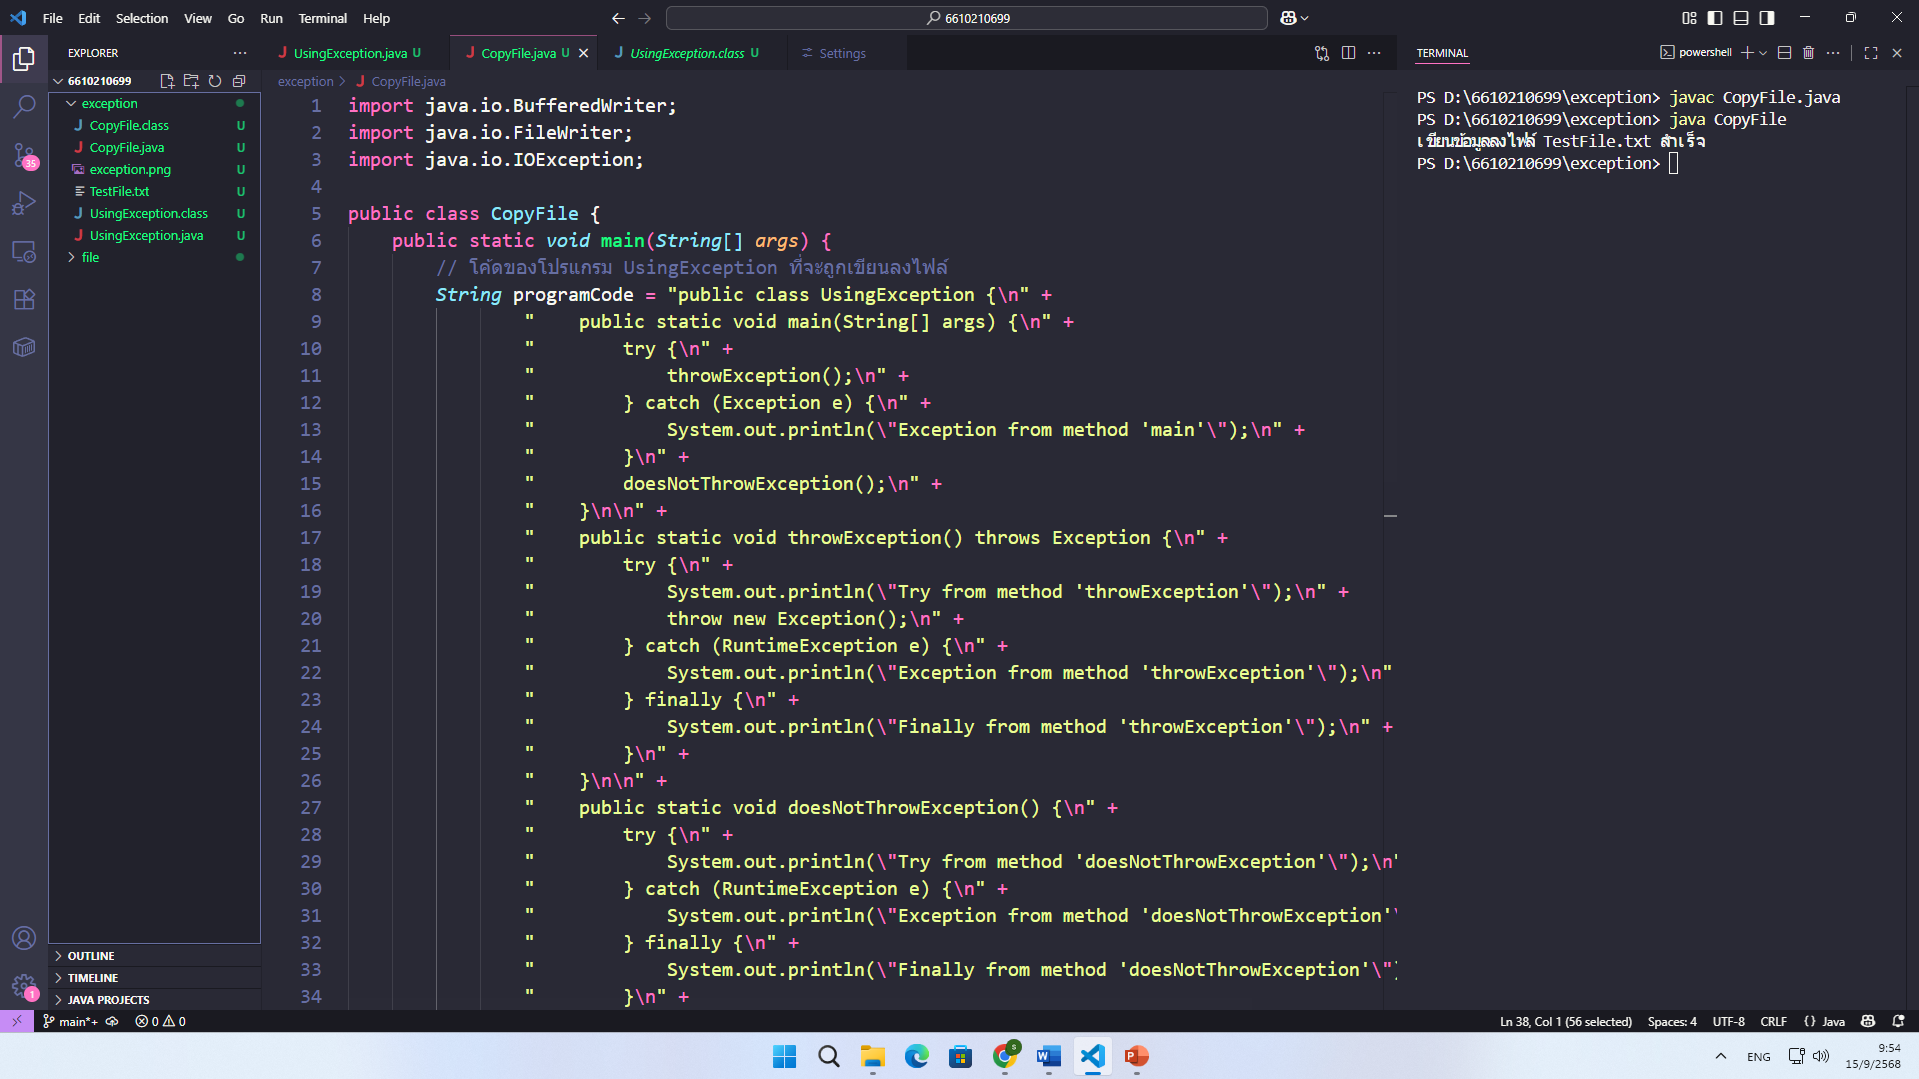 File Edit Selection View Go Run Terminal Help
6610210699
EXPLORER
6610210699
exception
CopyFile.class U
CopyFile.java U
exception.png U
TestFile.txt U
UsingException.class U
UsingException.java U
file
OUTLINE
TIMELINE
JAVA PROJECTS
35
1
UsingException.java U
CopyFile.java U
UsingException.class U
Settings
exception > CopyFile.java
1 import java.io.BufferedWriter;
2 import java.io.FileWriter;
3 import java.io.IOException;
4
5 public class CopyFile {
6 public static void main(String[] args) {
7 // โค้ดของโปรแกรม UsingException ที่จะถูกเขียนลงไฟล์
8 String programCode = "public class UsingException {\n" +
9 "    public static void main(String[] args) {\n" +
10 "        try {\n" +
11 "            throwException();\n" +
12 "        } catch (Exception e) {\n" +
13 "            System.out.println(\"Exception from method 'main'\");\n" +
14 "        }\n" +
15 "        doesNotThrowException();\n" +
16 "    }\n\n" +
17 "    public static void throwException() throws Exception {\n" +
18 "        try {\n" +
19 "            System.out.println(\"Try from method 'throwException'\");\n" +
20 "            throw new Exception();\n" +
21 "        } catch (RuntimeException e) {\n" +
22 "            System.out.println(\"Exception from method 'throwException'\");\n"
23 "        } finally {\n" +
24 "            System.out.println(\"Finally from method 'throwException'\");\n" +
25 "        }\n" +
26 "    }\n\n" +
27 "    public static void doesNotThrowException() {\n" +
28 "        try {\n" +
29 "            System.out.println(\"Try from method 'doesNotThrowException'\");\n"
30 "        } catch (RuntimeException e) {\n" +
31 "            System.out.println(\"Exception from method 'doesNotThrowException'\
32 "        } finally {\n" +
33 "            System.out.println(\"Finally from method 'doesNotThrowException'\")
34 "        }\n" +
TERMINAL
powershell
PS D:\6610210699\exception> javac CopyFile.java
PS D:\6610210699\exception> java CopyFile
เขียนข้อมูลลงไฟล์ TestFile.txt สำเร็จ
PS D:\6610210699\exception>
main*+ 0 0
Ln 38, Col 1 (56 selected) Spaces: 4 UTF-8 CRLF {} Java
ENG
9:54
15/9/2568